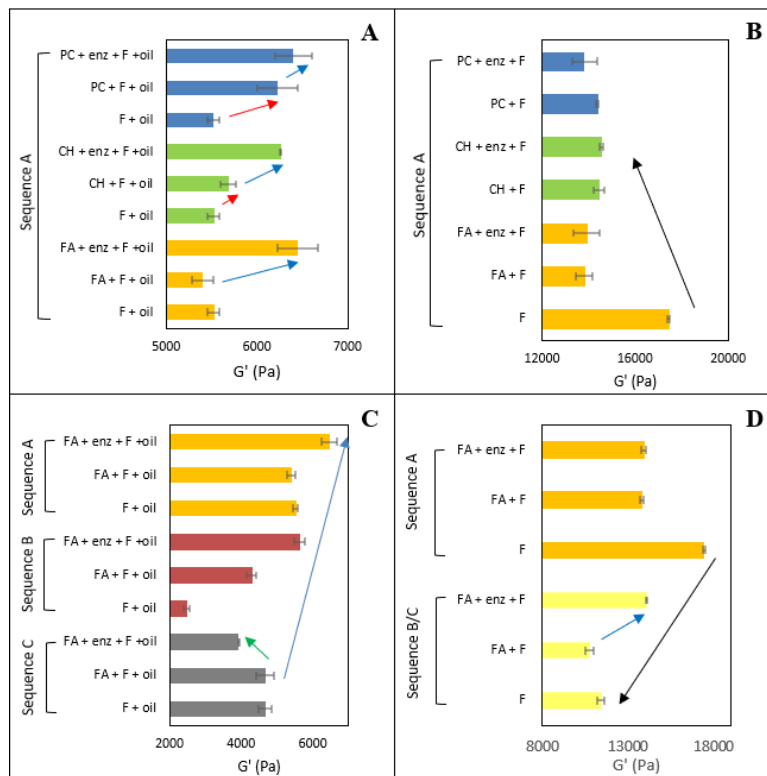 A
PC + enz + F +oil
PC + F + oil
F + oil
CH + enz + F +oil
CH + F + oil
F + oil
FA + enz + F +oil
FA + F + oil
F + oil
Sequence A
5000 6000 7000
G' (Pa)
B
PC + enz + F
PC + F
CH + enz + F
CH + F
FA + enz + F
FA + F
F
Sequence A
12000 16000 20000
G' (Pa)
C
Sequence A
FA + enz + F +oil
FA + F + oil
F + oil
Sequence B
FA + enz + F +oil
FA + F + oil
F + oil
Sequence C
FA + enz + F +oil
FA + F + oil
F + oil
2000 4000 6000
G' (Pa)
D
Sequence A
FA + enz + F
FA + F
F
Sequence B/C
FA + enz + F
FA + F
F
8000 13000 18000
G' (Pa)